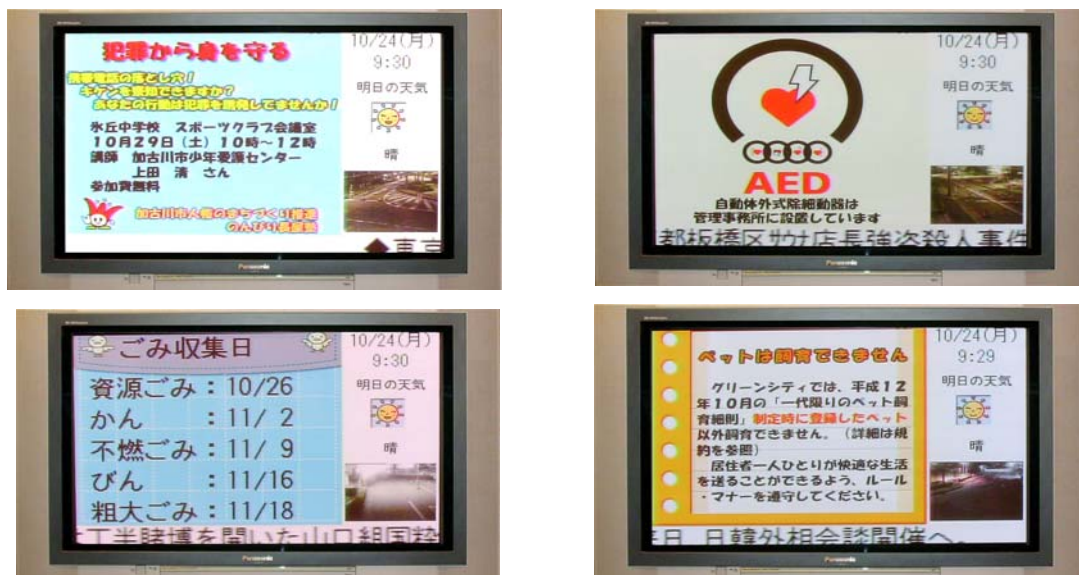 犯罪から身を守る
携帯電話の落とし穴!
キケンを察知できますか?
あなたの行動は犯罪を誘発してませんか!
氷丘中学校 スポーツクラブ会議室
10月29日(土)10時~12時
講師 加古川市少年愛護センター
上田 清 さん
参加費無料
10/24(月)
9:30
明日の天気
晴
◆東京
Panasonic
AED
自動体外式除細動器は
管理事務所に設置しています
10/24(月)
9:30
明日の天気
晴
都板橋区サウナ店長強盗殺人事件
Panasonic
ごみ収集日
資源ごみ:10/26
かん :11/ 2
不燃ごみ:11/ 9
びん :11/16
粗大ごみ:11/18
10/24(月)
9:30
明日の天気
晴
丁半賭博を開いた山口組国粋
Panasonic
ペットは飼育できません
グリーンシティでは、平成12
年10月の「一代限りのペット飼
育細則」制定時に登録したペット
以外飼育できません。(詳細は規
約を参照)
居住者一人ひとりが快適な生活
を送ることができるよう、ルール
・マナーを遵守してください。
10/24(月)
9:29
明日の天気
晴
来日 日韓外相会談開催へ。
Panasonic